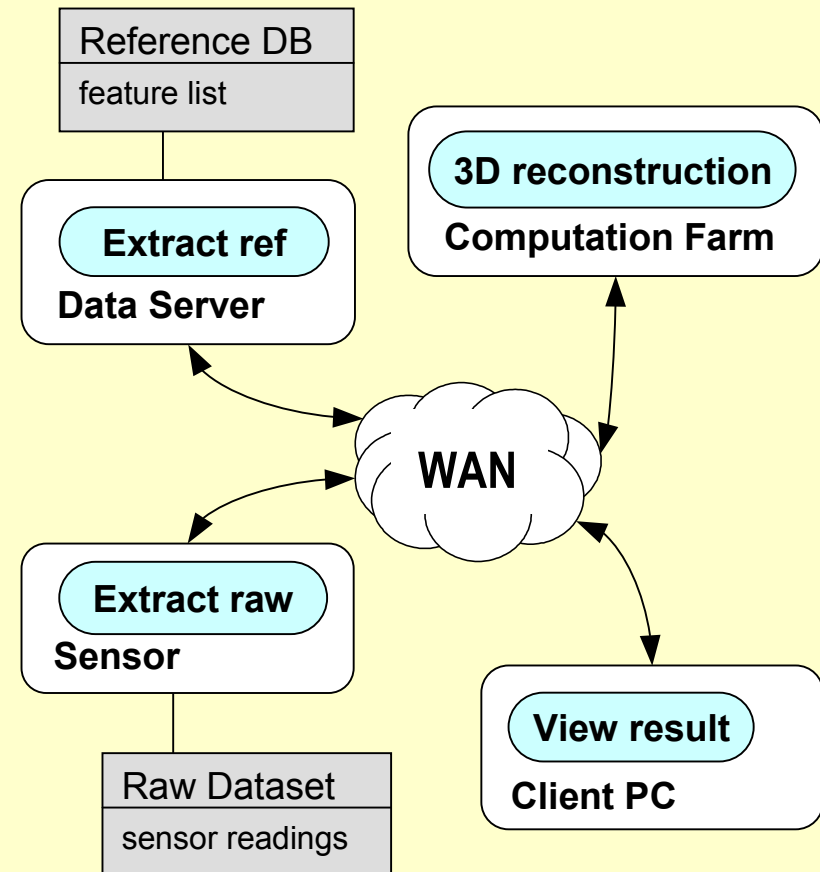 Reference DB
feature list
Extract ref
Data Server
3D reconstruction
Computation Farm
WAN
Extract raw
Sensor
Raw Dataset
sensor readings
View result
Client PC